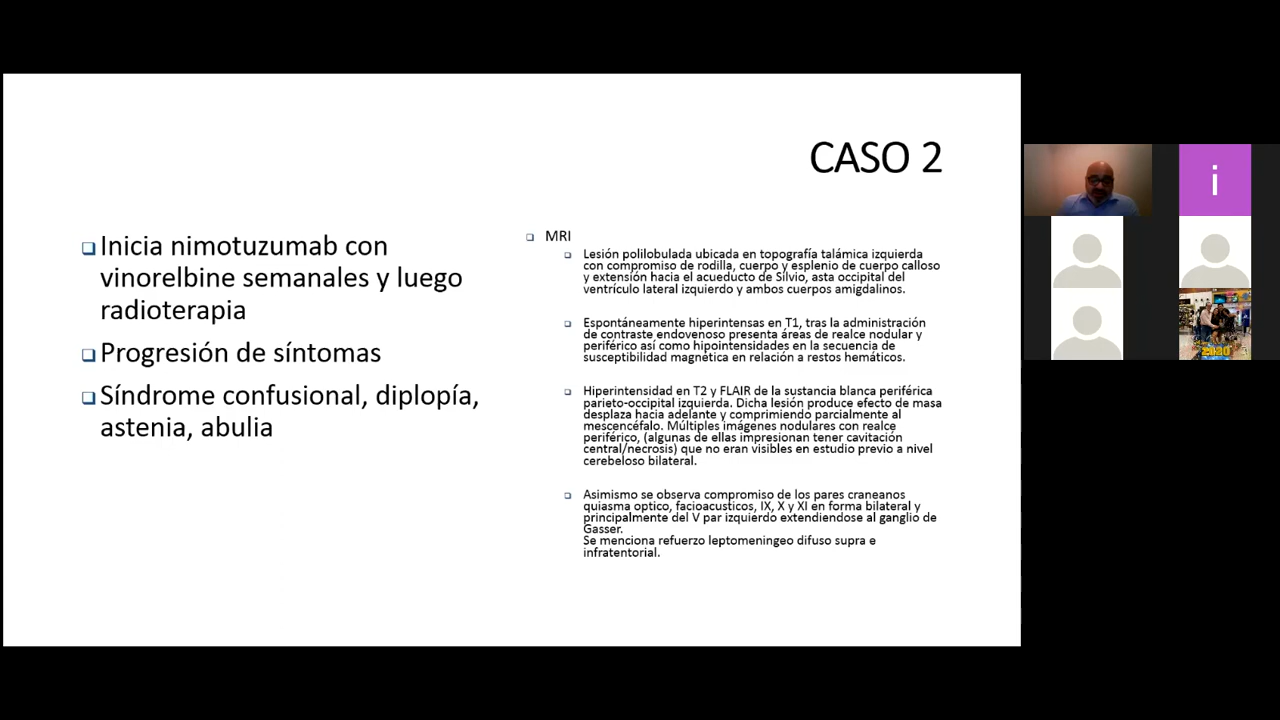 CASO 2
Inicia nimotuzumab con
vinorelbine semanales y luego
radioterapia
Progresión de síntomas
Síndrome confusional, diplopía,
astenia, abulia
MRI
Lesión polilobulada ubicada en topografía talámica izquierda
con compromiso de rodilla, cuerpo y esplenio de cuerpo calloso
y extensión hacia el acueducto de Silvio, asta occipital del
ventrículo lateral izquierdo y ambos cuerpos amigdalinos.
Espontáneamente hiperintensas en T1, tras la administración
de contraste endovenoso presenta áreas de realce nodular y
periférico así como hipointensidades en la secuencia de
susceptibilidad magnética en relación a restos hemáticos.
Hiperintensidad en T2 y FLAIR de la sustancia blanca periférica
parieto-occipital izquierda. Dicha lesión produce efecto de masa
desplaza hacia adelante y comprimiendo parcialmente al
mescencéfalo. Múltiples imágenes nodulares con realce
periférico, (algunas de ellas impresionan tener cavitación
central/necrosis) que no eran visibles en estudio previo a nivel
cerebeloso bilateral.
Asimismo se observa compromiso de los pares craneanos
quiasma optico, facioacusticos, IX, X y XI en forma bilateral y
principalmente del V par izquierdo extendiendose al ganglio de
Gasser.
Se menciona refuerzo leptomeningeo difuso supra e
infratentorial.
i
2020